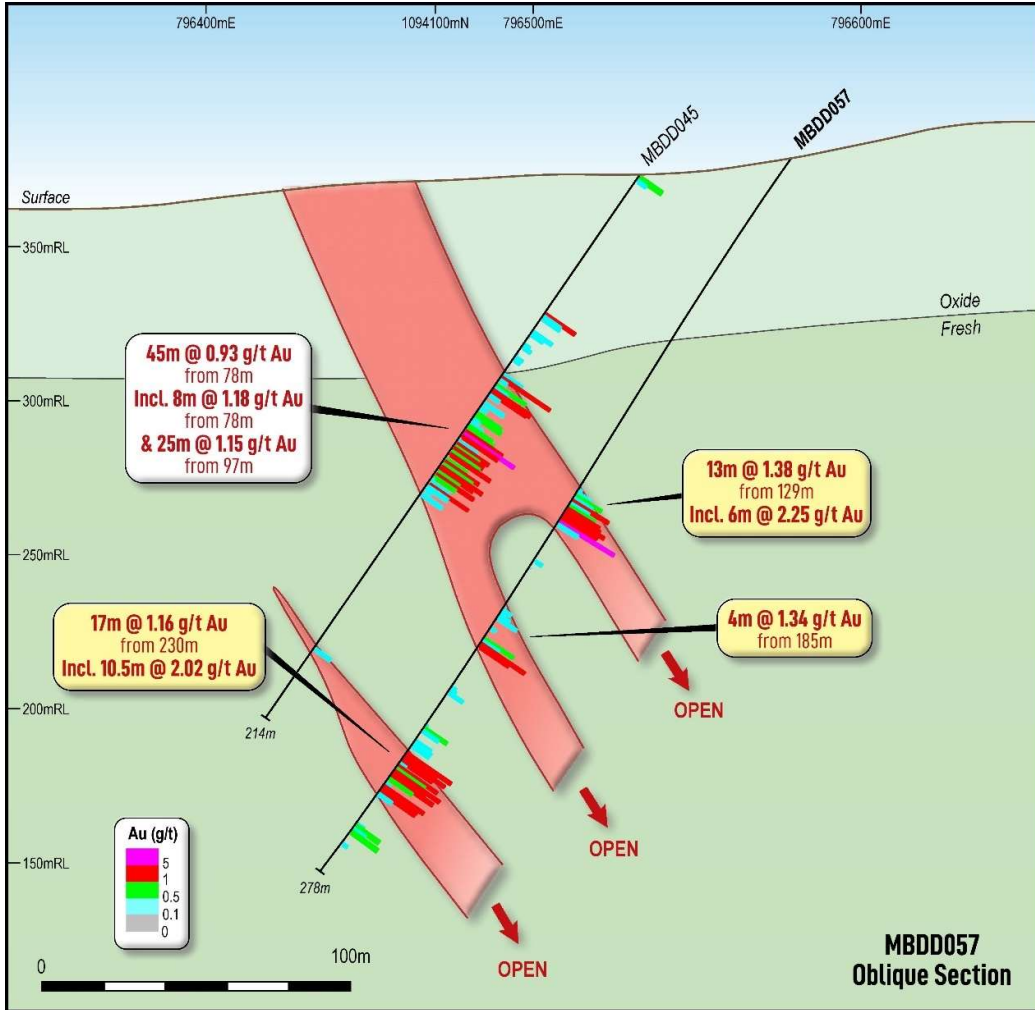 796400mE
1094100mN
796500mE
796600mE
MBDD045
MBDD057
Surface
350mRL
Oxide
Fresh
45m @ 0.93 g/t Au
from 78m
Incl. 8m @ 1.18 g/t Au
from 78m
& 25m @ 1.15 g/t Au
from 97m
300mRL
13m @ 1.38 g/t Au
from 129m
Incl. 6m @ 2.25 g/t Au
250mRL
17m @ 1.16 g/t Au
from 230m
Incl. 10.5m @ 2.02 g/t Au
4m @ 1.34 g/t Au
from 185m
200mRL
214m
OPEN
OPEN
OPEN
150mRL
278m
Au (g/t)
5
1
0.5
0.1
0
0
100m
MBDD057
Oblique Section